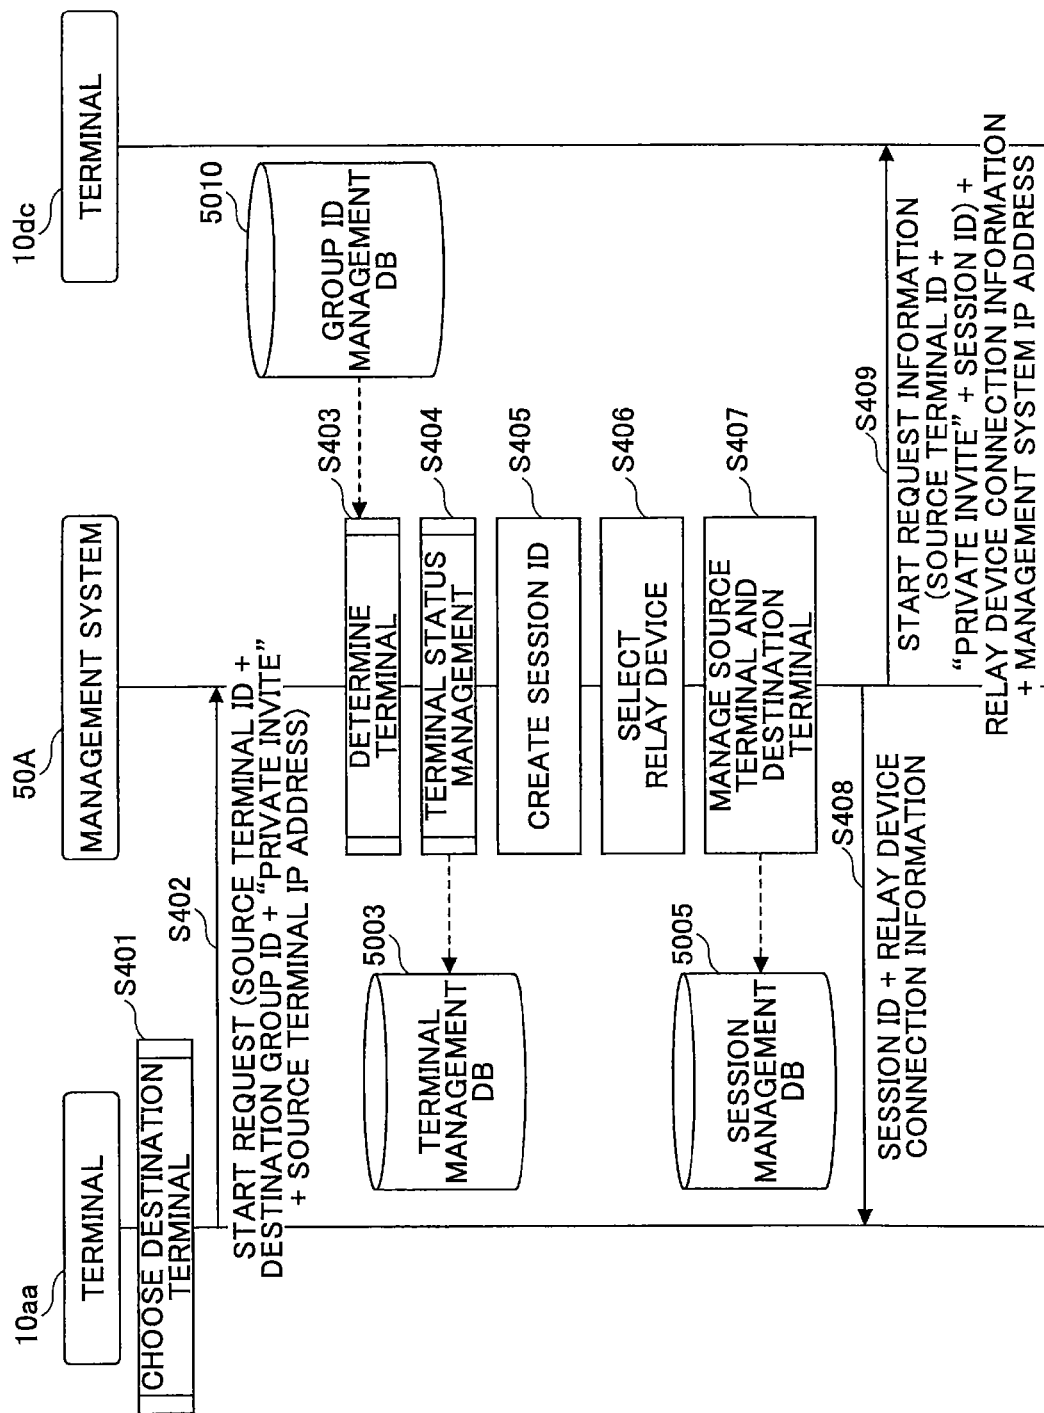 10aa
TERMINAL
50A
MANAGEMENT SYSTEM
10dc
TERMINAL
S401
CHOOSE DESTINATION
TERMINAL
S402
START REQUEST (SOURCE TERMINAL ID +
DESTINATION GROUP ID + “PRIVATE INVITE”
+ SOURCE TERMINAL IP ADDRESS)
5010
GROUP ID
MANAGEMENT
DB
S403
DETERMINE
TERMINAL
S404
TERMINAL STATUS
MANAGEMENT
5003
TERMINAL
MANAGEMENT
DB
S405
CREATE SESSION ID
S406
SELECT
RELAY DEVICE
S407
MANAGE SOURCE
TERMINAL AND
DESTINATION
TERMINAL
5005
SESSION
MANAGEMENT
DB
S408
SESSION ID + RELAY DEVICE
CONNECTION INFORMATION
S409
START REQUEST INFORMATION
(SOURCE TERMINAL ID +
“PRIVATE INVITE” + SESSION ID) +
RELAY DEVICE CONNECTION INFORMATION
+ MANAGEMENT SYSTEM IP ADDRESS